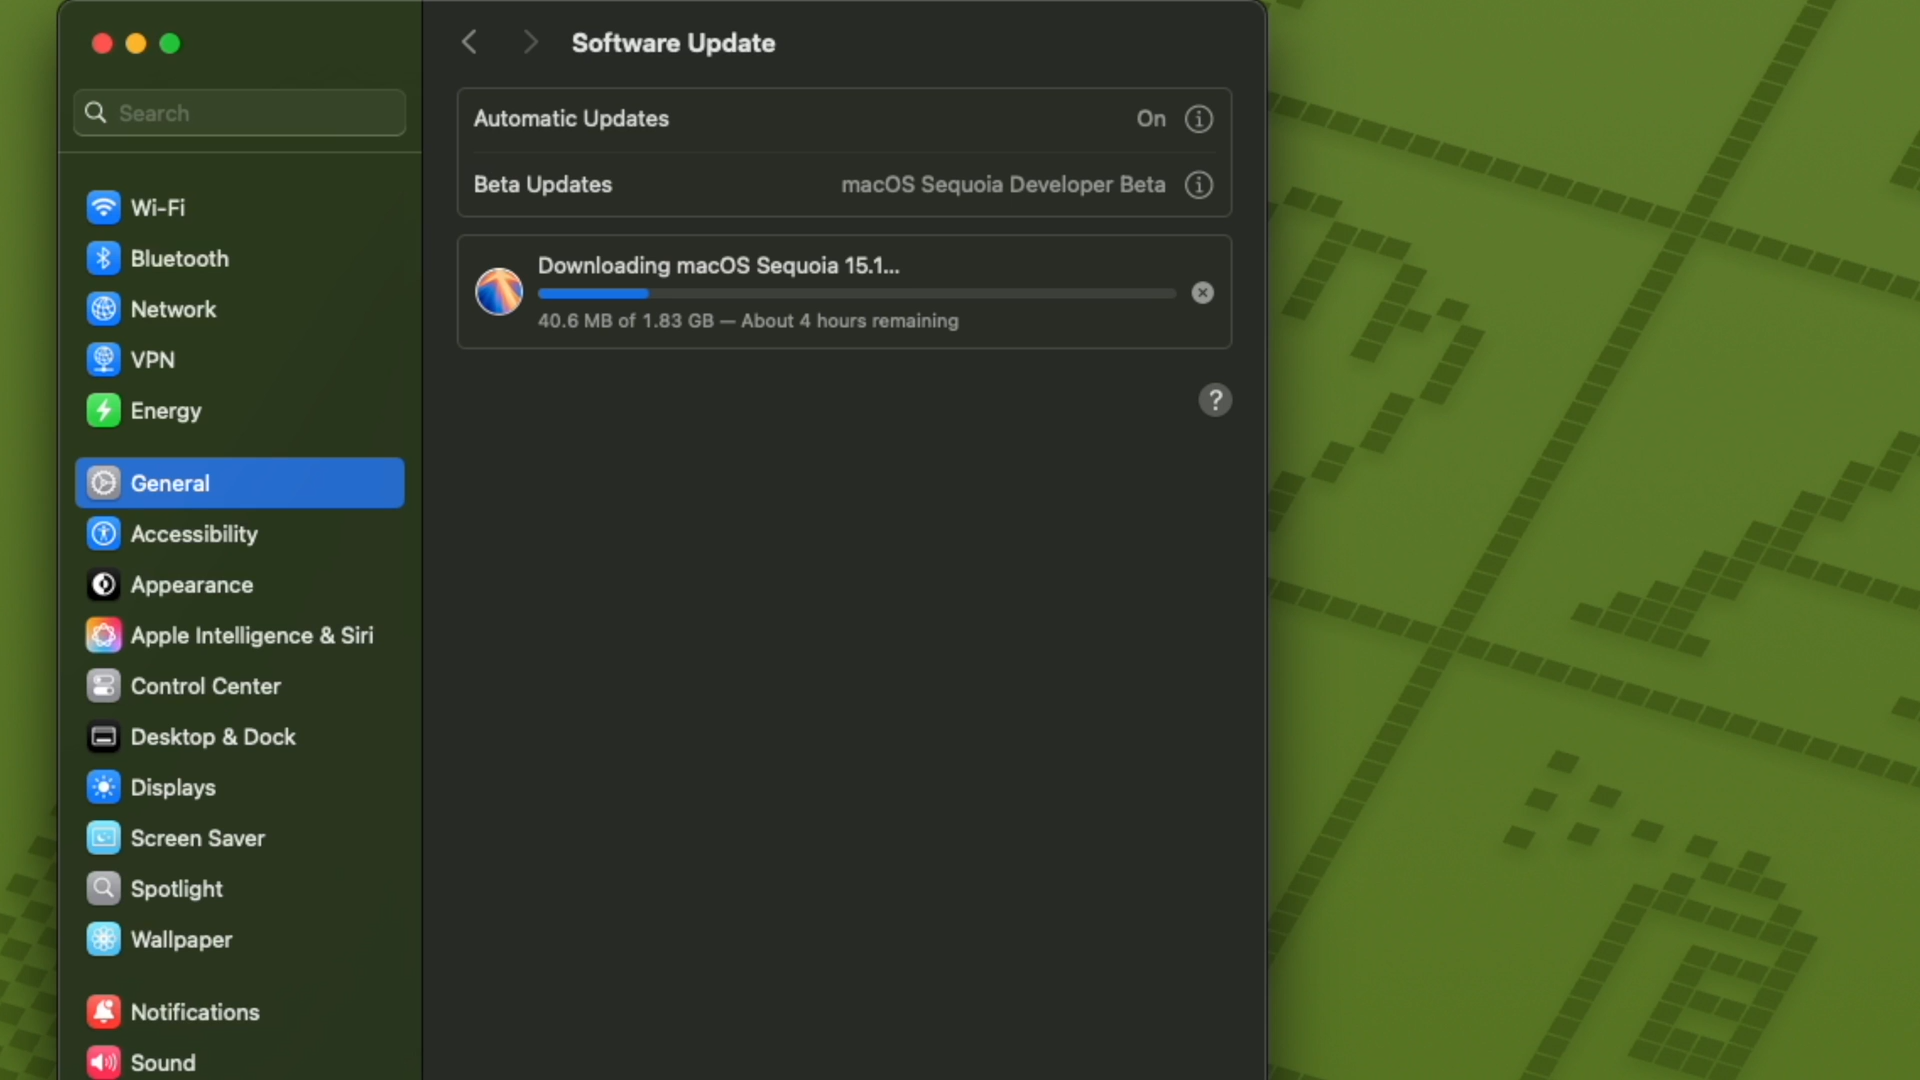 Software Update
Search
Automatic Updates On
Beta Updates macOS Sequoia Developer Beta
Downloading macOS Sequoia 15.1...
40.6 MB of 1.83 GB — About 4 hours remaining
?
Wi-Fi
Bluetooth
Network
VPN
Energy
General
Accessibility
Appearance
Apple Intelligence & Siri
Control Center
Desktop & Dock
Displays
Screen Saver
Spotlight
Wallpaper
Notifications
Sound